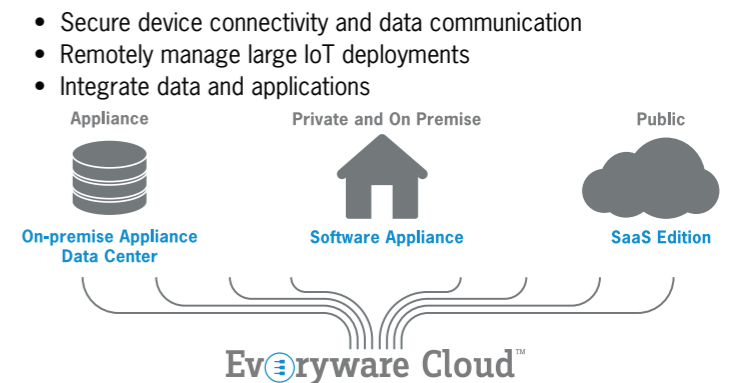 • Secure device connectivity and data communication
• Remotely manage large IoT deployments
• Integrate data and applications
Appliance
Private and On Premise
Public
On-premise Appliance
Data Center
Software Appliance
SaaS Edition
Everyware Cloud™